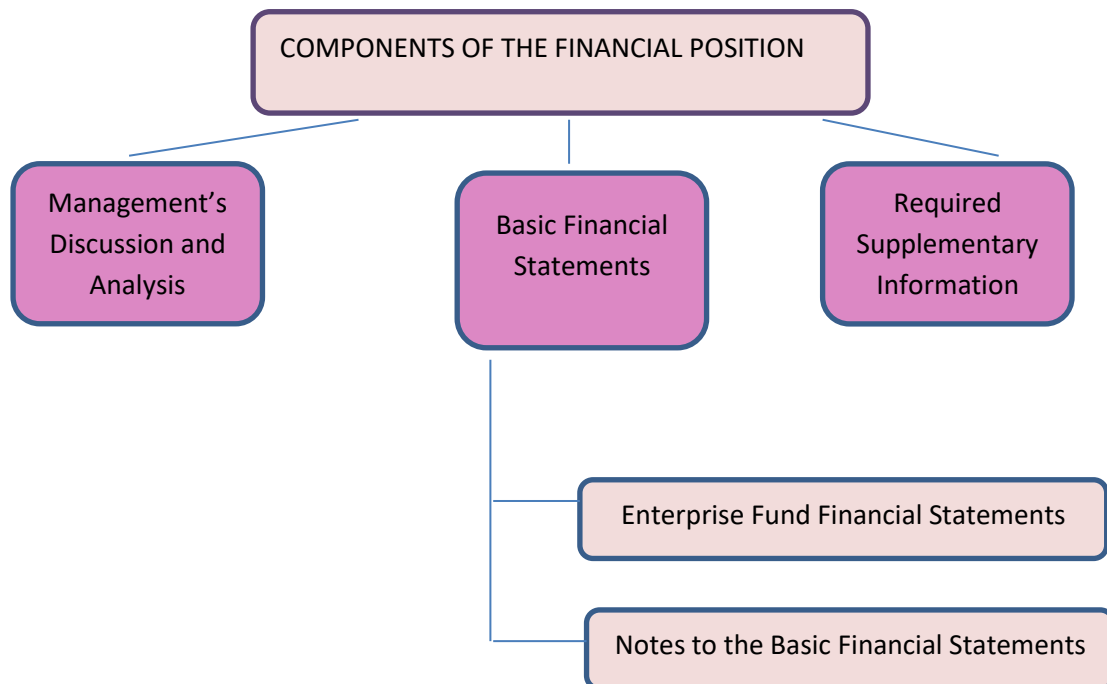 COMPONENTS OF THE FINANCIAL POSITION
Management’s
Discussion and
Analysis
Basic Financial
Statements
Required
Supplementary
Information
Enterprise Fund Financial Statements
Notes to the Basic Financial Statements